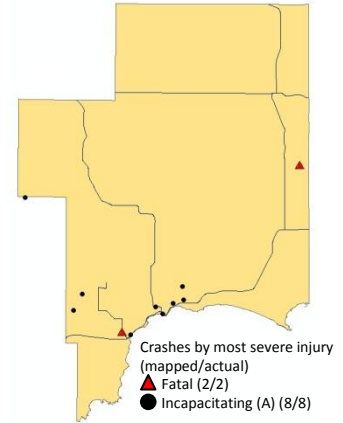 Crashes by most severe injury
(mapped/actual)
Fatal (2/2)
Incapacitating (A) (8/8)